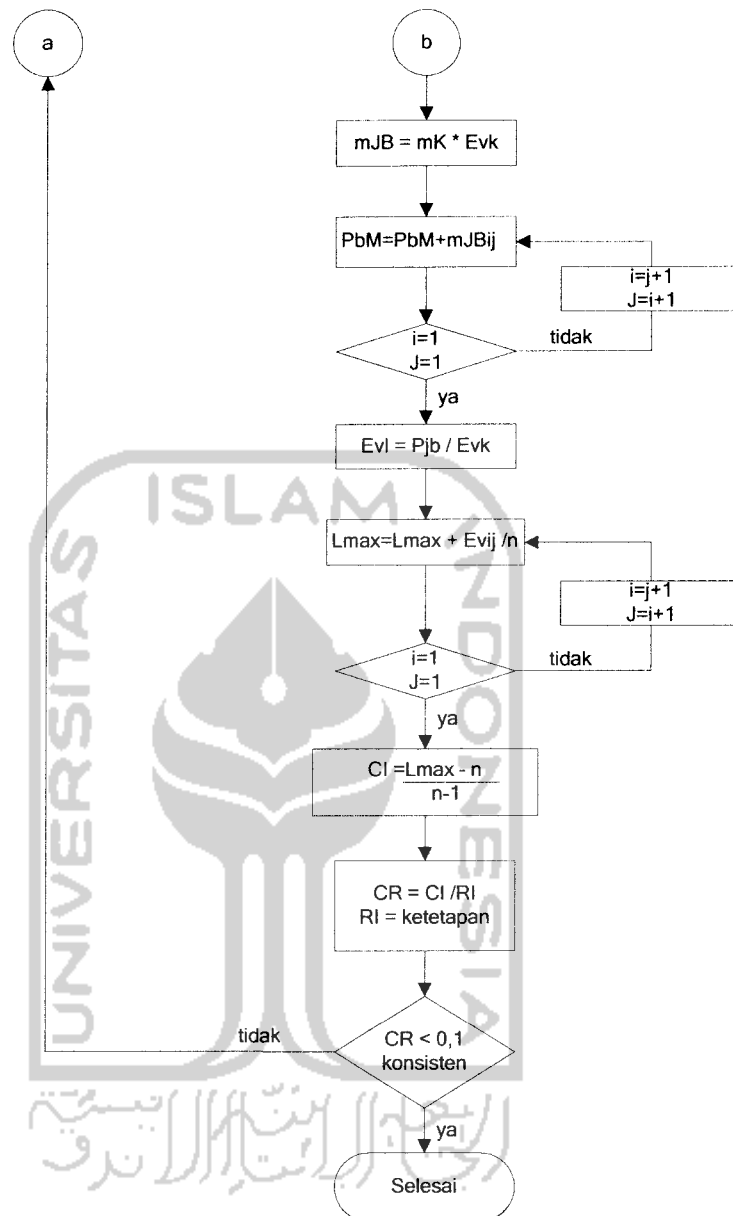 a
b
mJB = mK * Evk
PbM=PbM+mJBij
i=j+1
J=i+1
i=1
J=1
tidak
ya
Evl = Pjb / Evk
Lmax=Lmax + Evij /n
i=j+1
J=i+1
i=1
J=1
tidak
ya
CI =Lmax - n
n-1
CR = CI /RI
RI = ketetapan
CR < 0,1
konsisten
tidak
ya
Selesai
UNIVERSITAS
ISLAM
INDONESIA